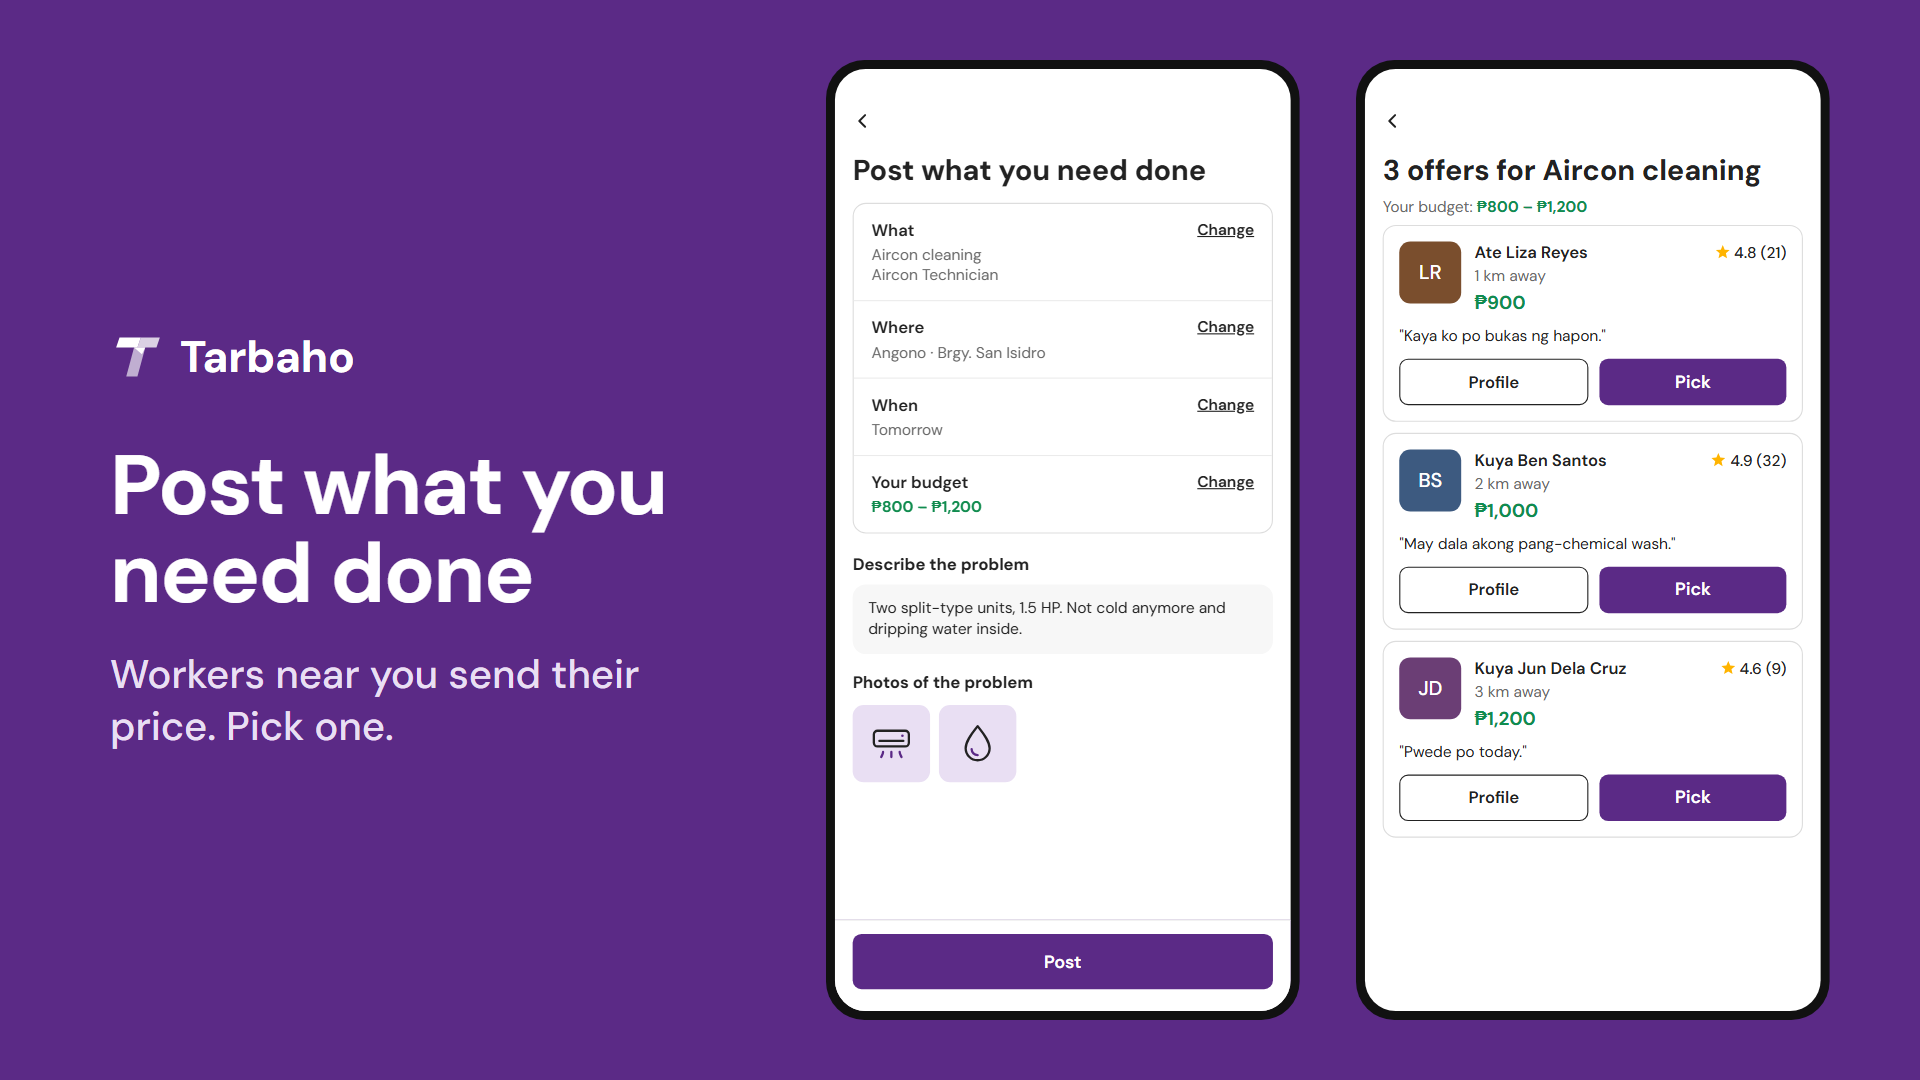 Tarbaho
Post what you
need done
Workers near you send their
price. Pick one.
Post what you need done
What
Change
Aircon cleaning
Aircon Technician
Where
Change
Angono · Brgy. San Isidro
When
Change
Tomorrow
Your budget
Change
₱800 – ₱1,200
Describe the problem
Two split-type units, 1.5 HP. Not cold anymore and
dripping water inside.
Photos of the problem
Post
3 offers for Aircon cleaning
Your budget: ₱800 – ₱1,200
LR
Ate Liza Reyes
4.8 (21)
1 km away
₱900
"Kaya ko po bukas ng hapon."
Profile
Pick
BS
Kuya Ben Santos
4.9 (32)
2 km away
₱1,000
"May dala akong pang-chemical wash."
Profile
Pick
JD
Kuya Jun Dela Cruz
4.6 (9)
3 km away
₱1,200
"Pwede po today."
Profile
Pick